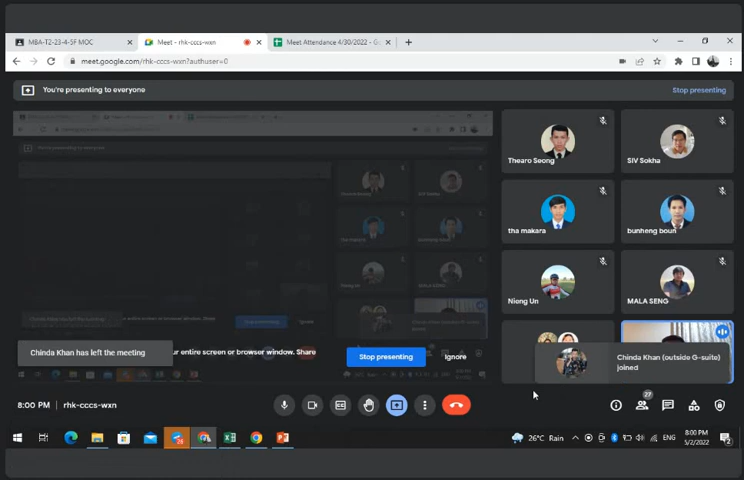 MBA-T2-23-4-5F MOC
Meet - rhk-cccs-wxn
Meet Attendance 4/30/2022 - G
meet.google.com/rhk-cccs-wxn?authuser=0
You're presenting to everyone
Stop presenting
Thearo Seong
SIV Sokha
tha makara
bunheng boun
Nieng Un
MALA SENG
Chinda Khan has left the meeting
ur entire screen or browser window. Share
Stop presenting
Ignore
Chinda Khan (outside G-suite)
joined
8:00 PM
rhk-cccs-wxn
27
26°C Rain
ENG
8:00 PM
5/2/2022
2